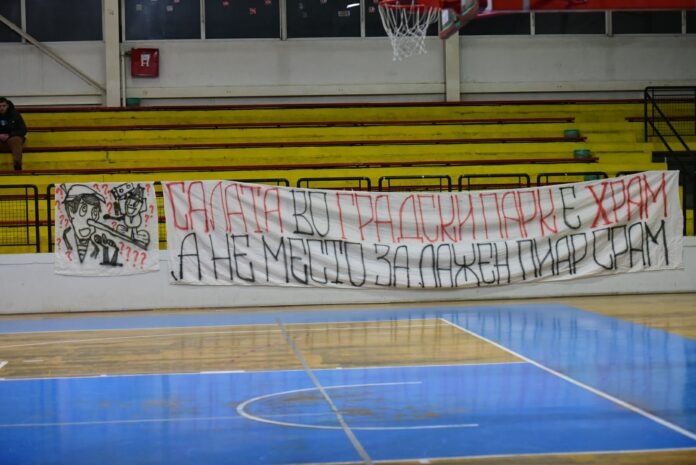 H
САЛАТА ВО ГРАДСКИ ПАРК Е ХРАМ
А НЕ МЕСТО ЗА ЛАЖЕН ПИАР СРАМ